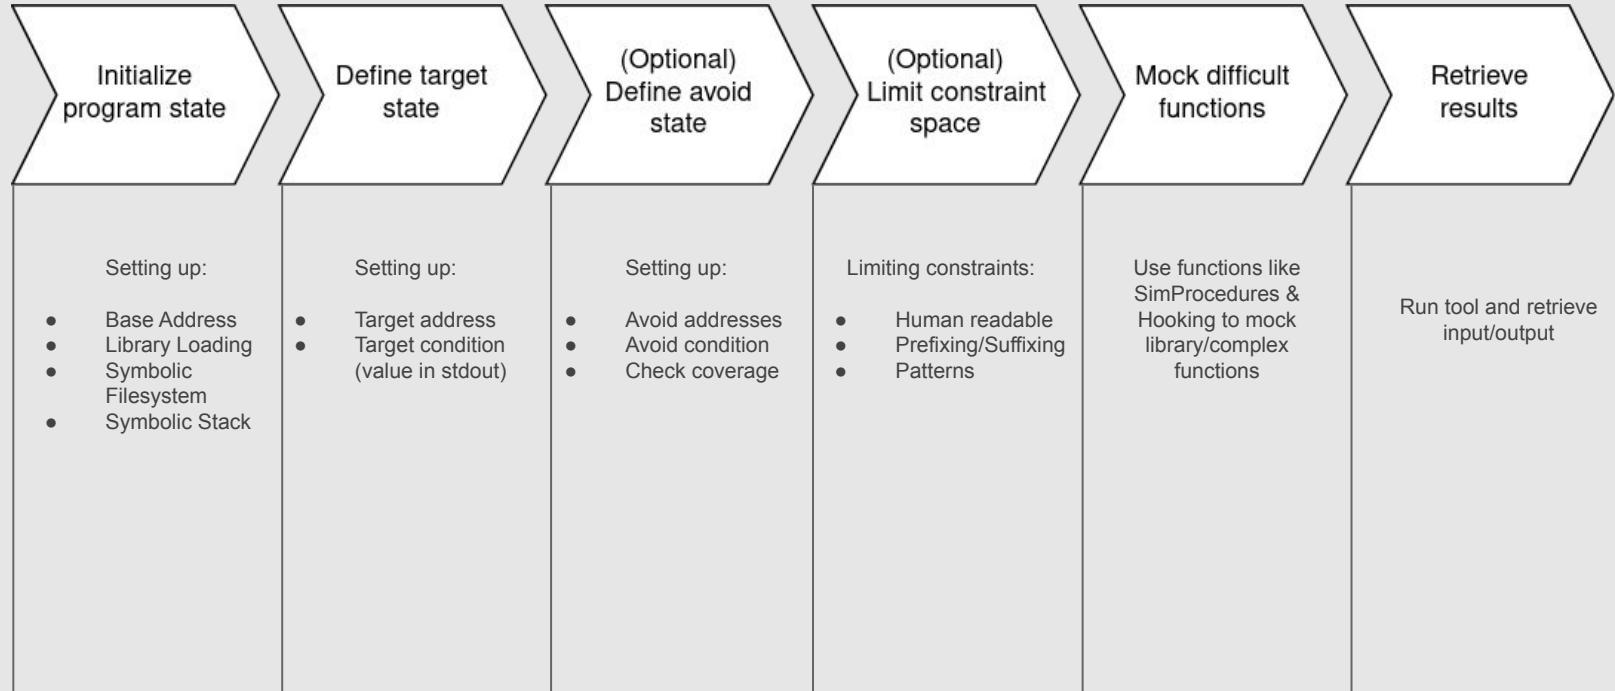 Initialize
program state
Define target
state
(Optional)
Define avoid
state
(Optional)
Limit constraint
space
Mock difficult
functions
Retrieve
results
Setting up:
● Base Address
● Library Loading
● Symbolic
Filesystem
● Symbolic Stack
Setting up:
● Target address
● Target condition
(value in stdout)
Setting up:
● Avoid addresses
● Avoid condition
● Check coverage
Limiting constraints:
● Human readable
● Prefixing/Suffixing
● Patterns
Use functions like
SimProcedures &
Hooking to mock
library/complex
functions
Run tool and retrieve
input/output